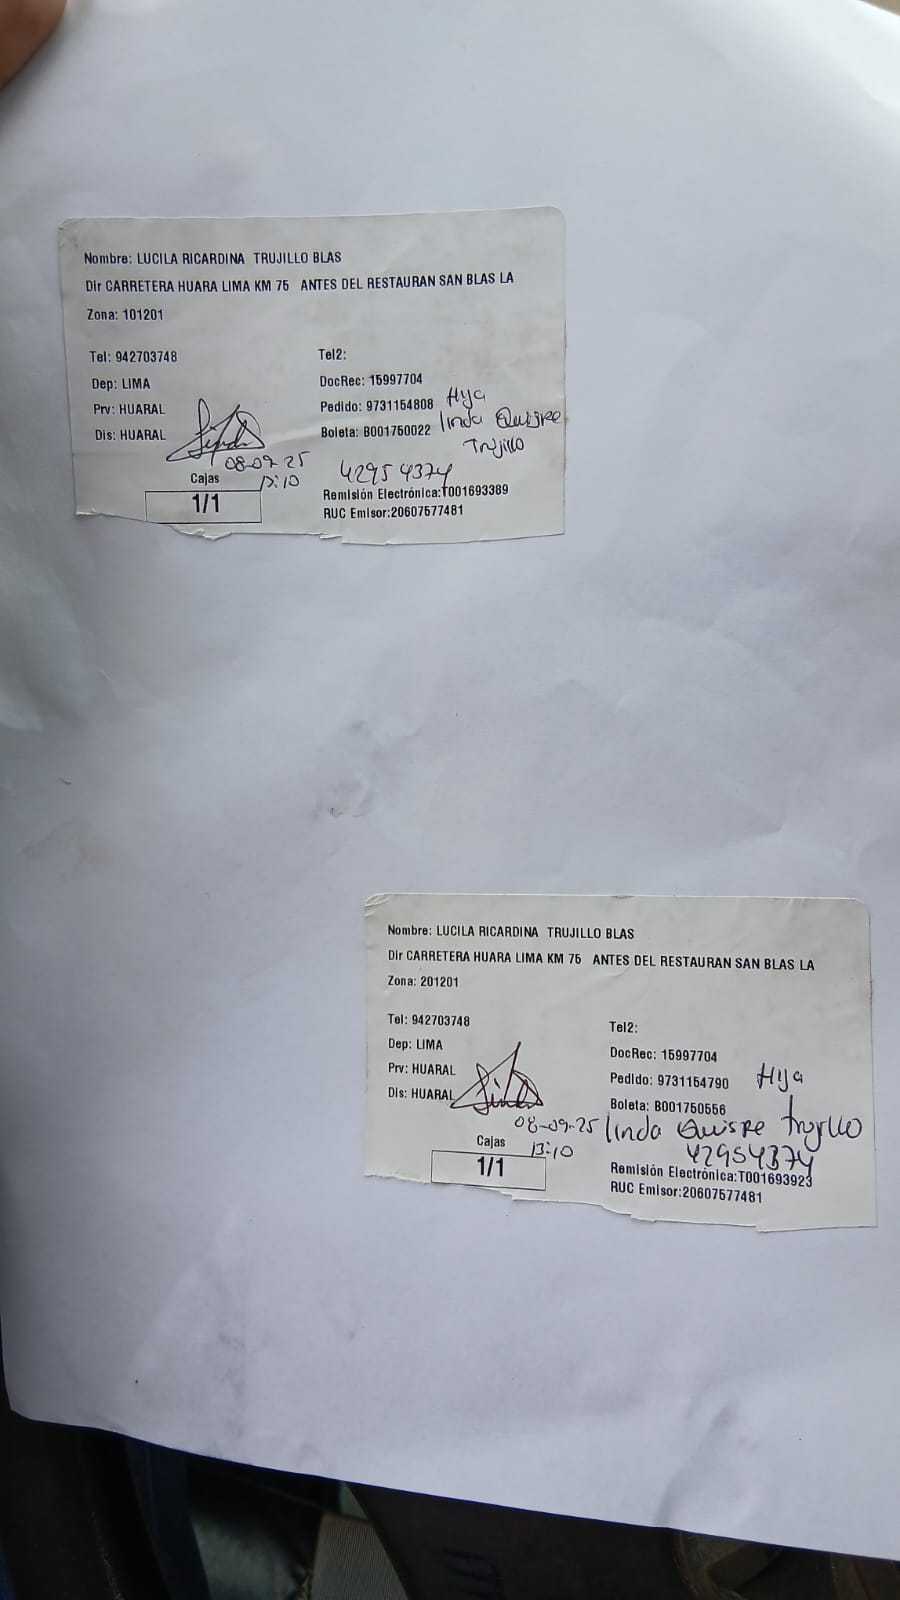 Nombre: LUCILA RICARDINA TRUJILLO BLAS
Dir CARRETERA HUARA LIMA KM 75 ANTES DEL RESTAURAN SAN BLAS LA
Zona: 101201
Tel: 942703748 Tel2:
Dep: LIMA DocRec: 15997704
Prv: HUARAL Pedido: 9731154808 Hija
Dis: HUARAL Boleta: B001750022 linda Quispe
Trujillo
08-09-25 42954374
13:10
Cajas Remisión Electrónica:T001693389
1/1 RUC Emisor:20607577481
Nombre: LUCILA RICARDINA TRUJILLO BLAS
Dir CARRETERA HUARA LIMA KM 75 ANTES DEL RESTAURAN SAN BLAS LA
Zona: 201201
Tel: 942703748 Tel2:
Dep: LIMA DocRec: 15997704
Prv: HUARAL Pedido: 9731154790 Hija
Dis: HUARAL Boleta: B001750556
08-09-25 linda Quispe trujillo
13:10 42954374
Cajas Remisión Electrónica:T001693923
1/1 RUC Emisor:20607577481